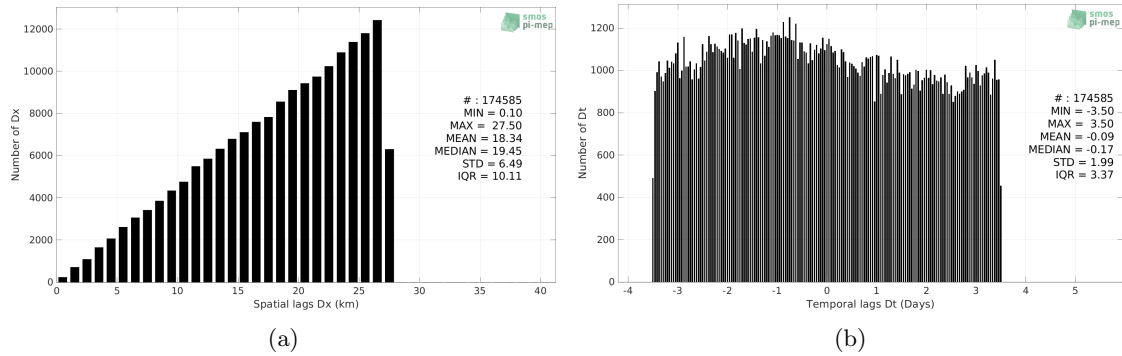 12000
10000
8000
6000
4000
2000
0
Number of Dx
0 5 10 15 20 25 30 35 40
Spatial lags Dx (km)
smos
pi-mep
# : 174585
MIN = 0.10
MAX = 27.50
MEAN = 18.34
MEDIAN = 19.45
STD = 6.49
IQR = 10.11
(a)
1200
1000
800
600
400
200
0
Number of Dt
-4 -3 -2 -1 0 1 2 3 4 5
Temporal lags Dt (Days)
smos
pi-mep
# : 174585
MIN = -3.50
MAX = 3.50
MEAN = -0.09
MEDIAN = -0.17
STD = 1.99
IQR = 3.37
(b)